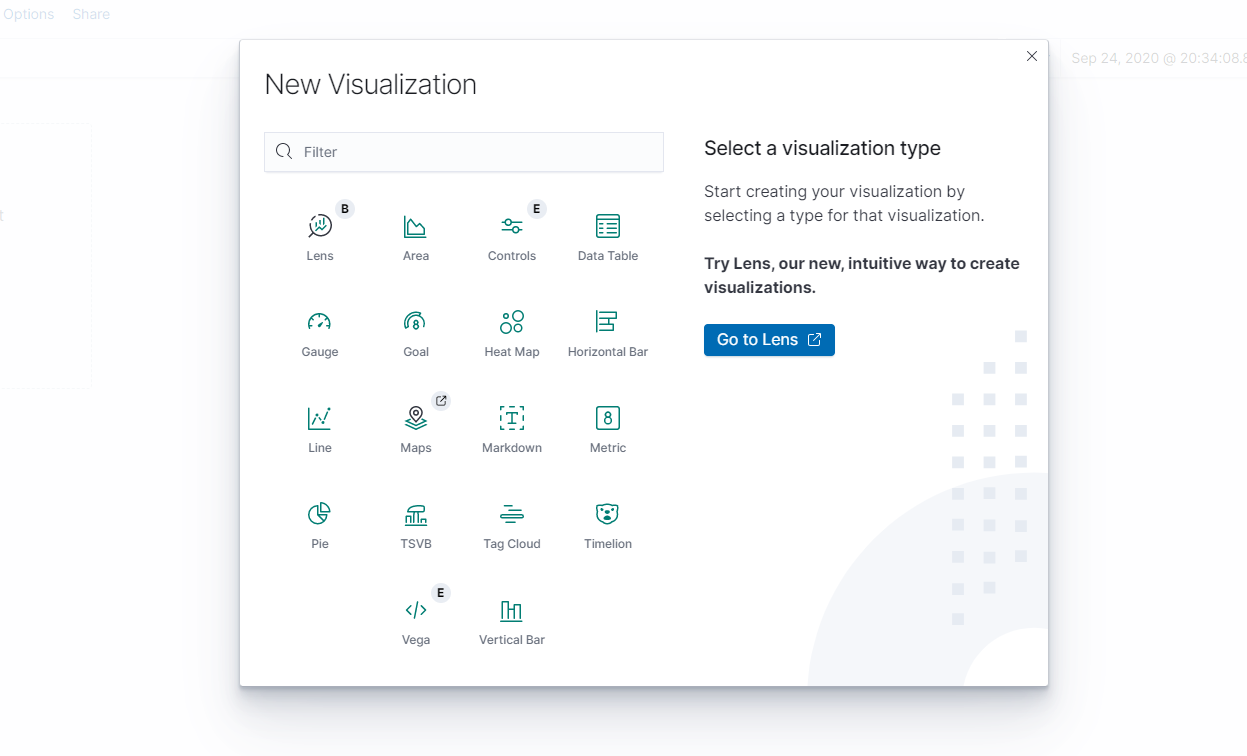 Options Share
Sep 24, 2020 @ 20:34:08.8
New Visualization
Filter
B
E
Lens Area Controls Data Table
8
Gauge Goal Heat Map Horizontal Bar
T 8
Line Maps Markdown Metric
Pie TSVB Tag Cloud Timelion
E
Vega Vertical Bar
Select a visualization type
Start creating your visualization by
selecting a type for that visualization.
Try Lens, our new, intuitive way to create
visualizations.
Go to Lens